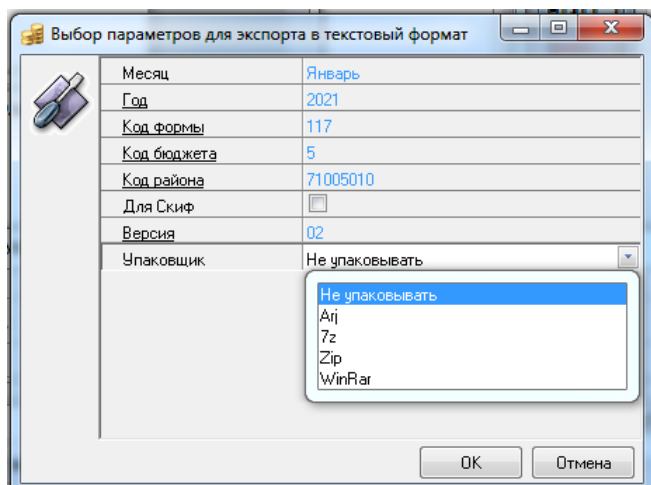 Выбор параметров для экспорта в текстовый формат
Месяц Январь
Год 2021
Код формы 117
Код бюджета 5
Код района 71005010
Для Скиф
Версия 02
Упаковщик Не упаковывать
Не упаковывать
Arj
7z
Zip
WinRar
OK Отмена